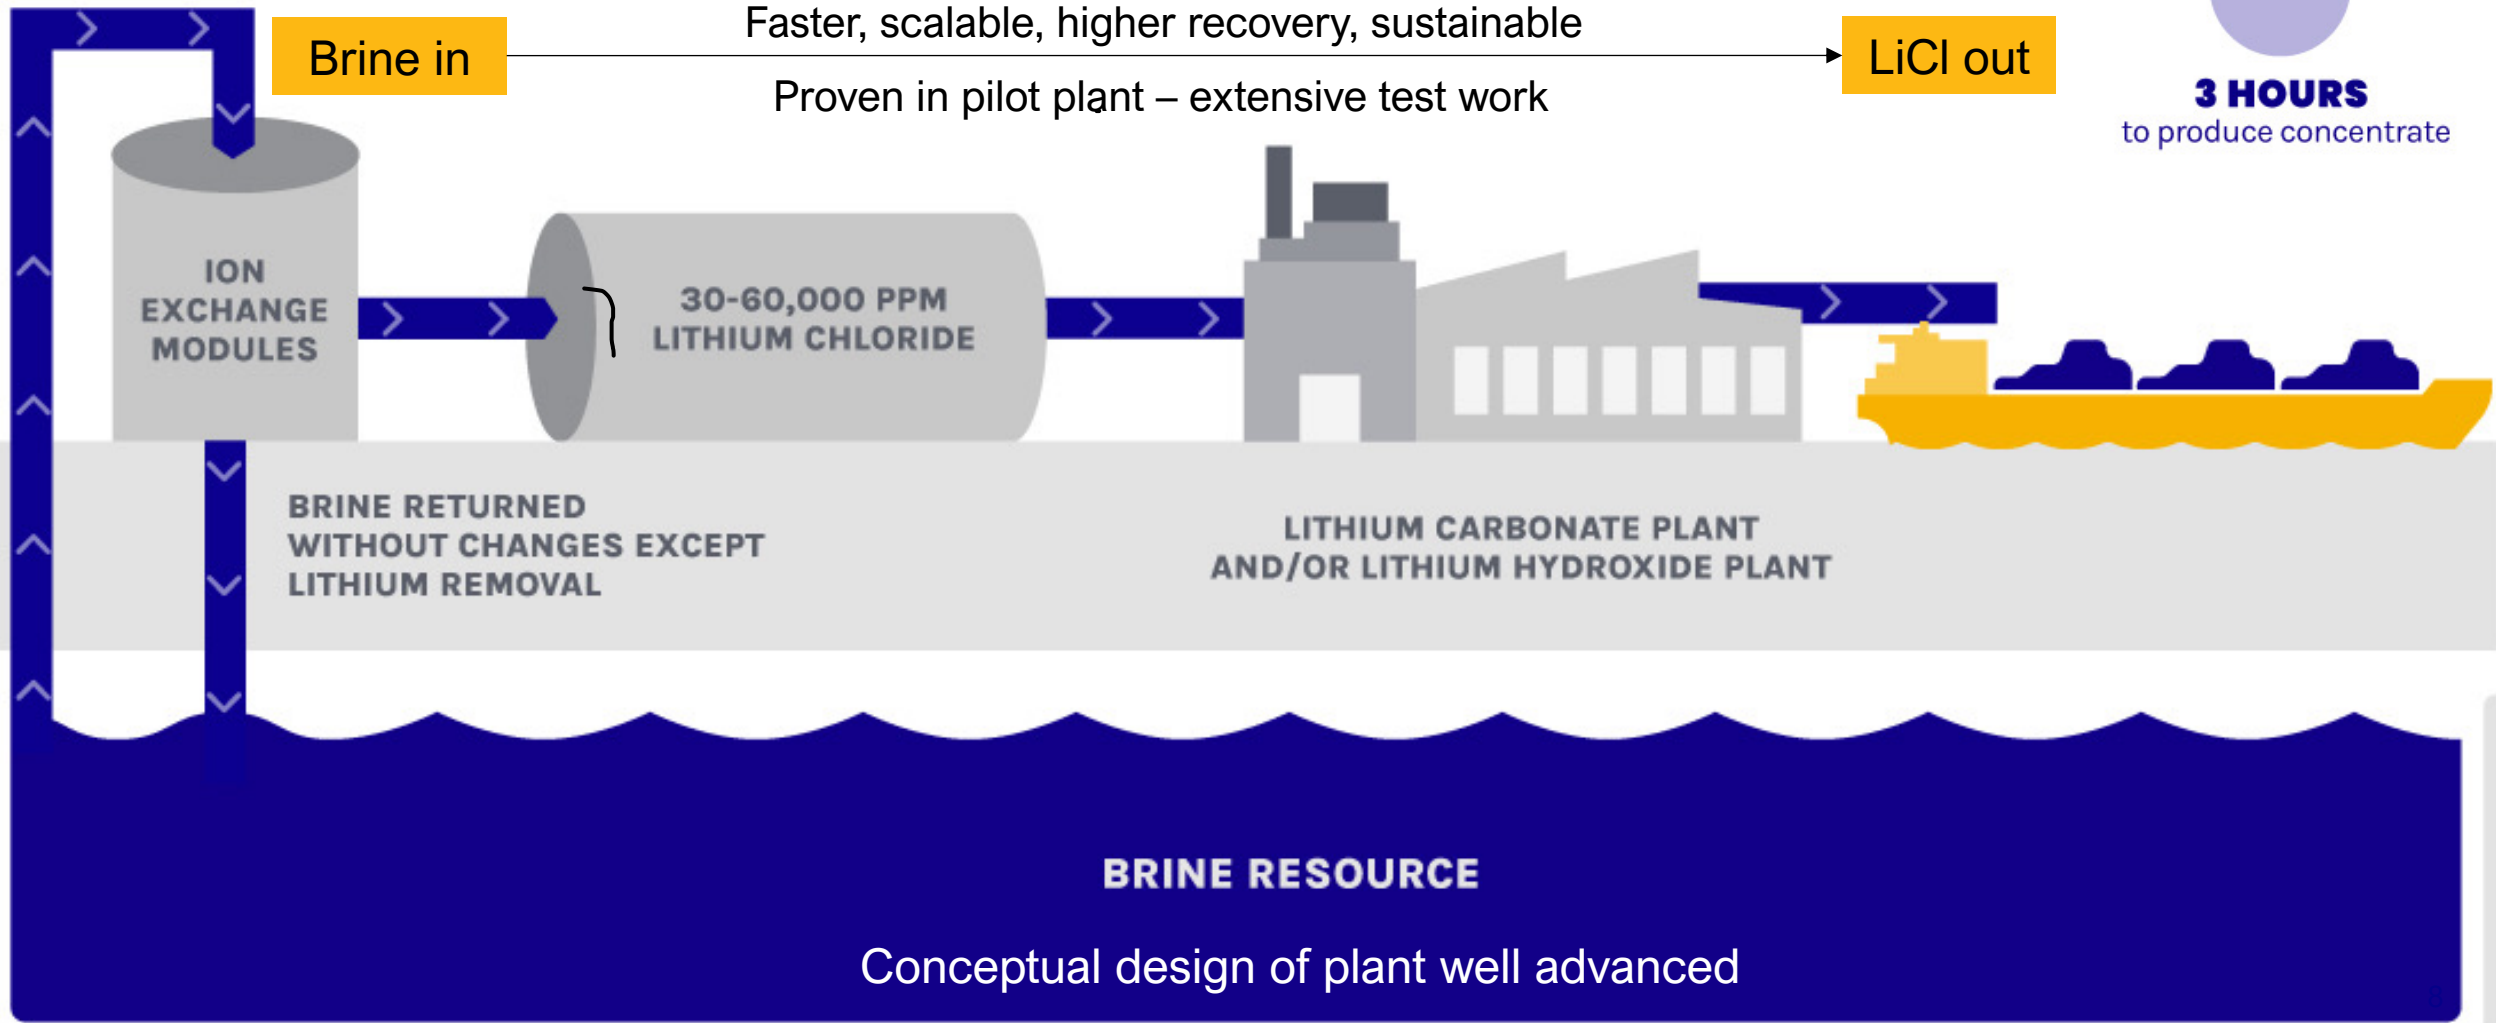 Faster, scalable, higher recovery, sustainable
Brine in
LiCl out
Proven in pilot plant – extensive test work
3 HOURS
to produce concentrate
ION
EXCHANGE
MODULES
30-60,000 PPM
LITHIUM CHLORIDE
BRINE RETURNED
WITHOUT CHANGES EXCEPT
LITHIUM REMOVAL
LITHIUM CARBONATE PLANT
AND/OR LITHIUM HYDROXIDE PLANT
BRINE RESOURCE
Conceptual design of plant well advanced